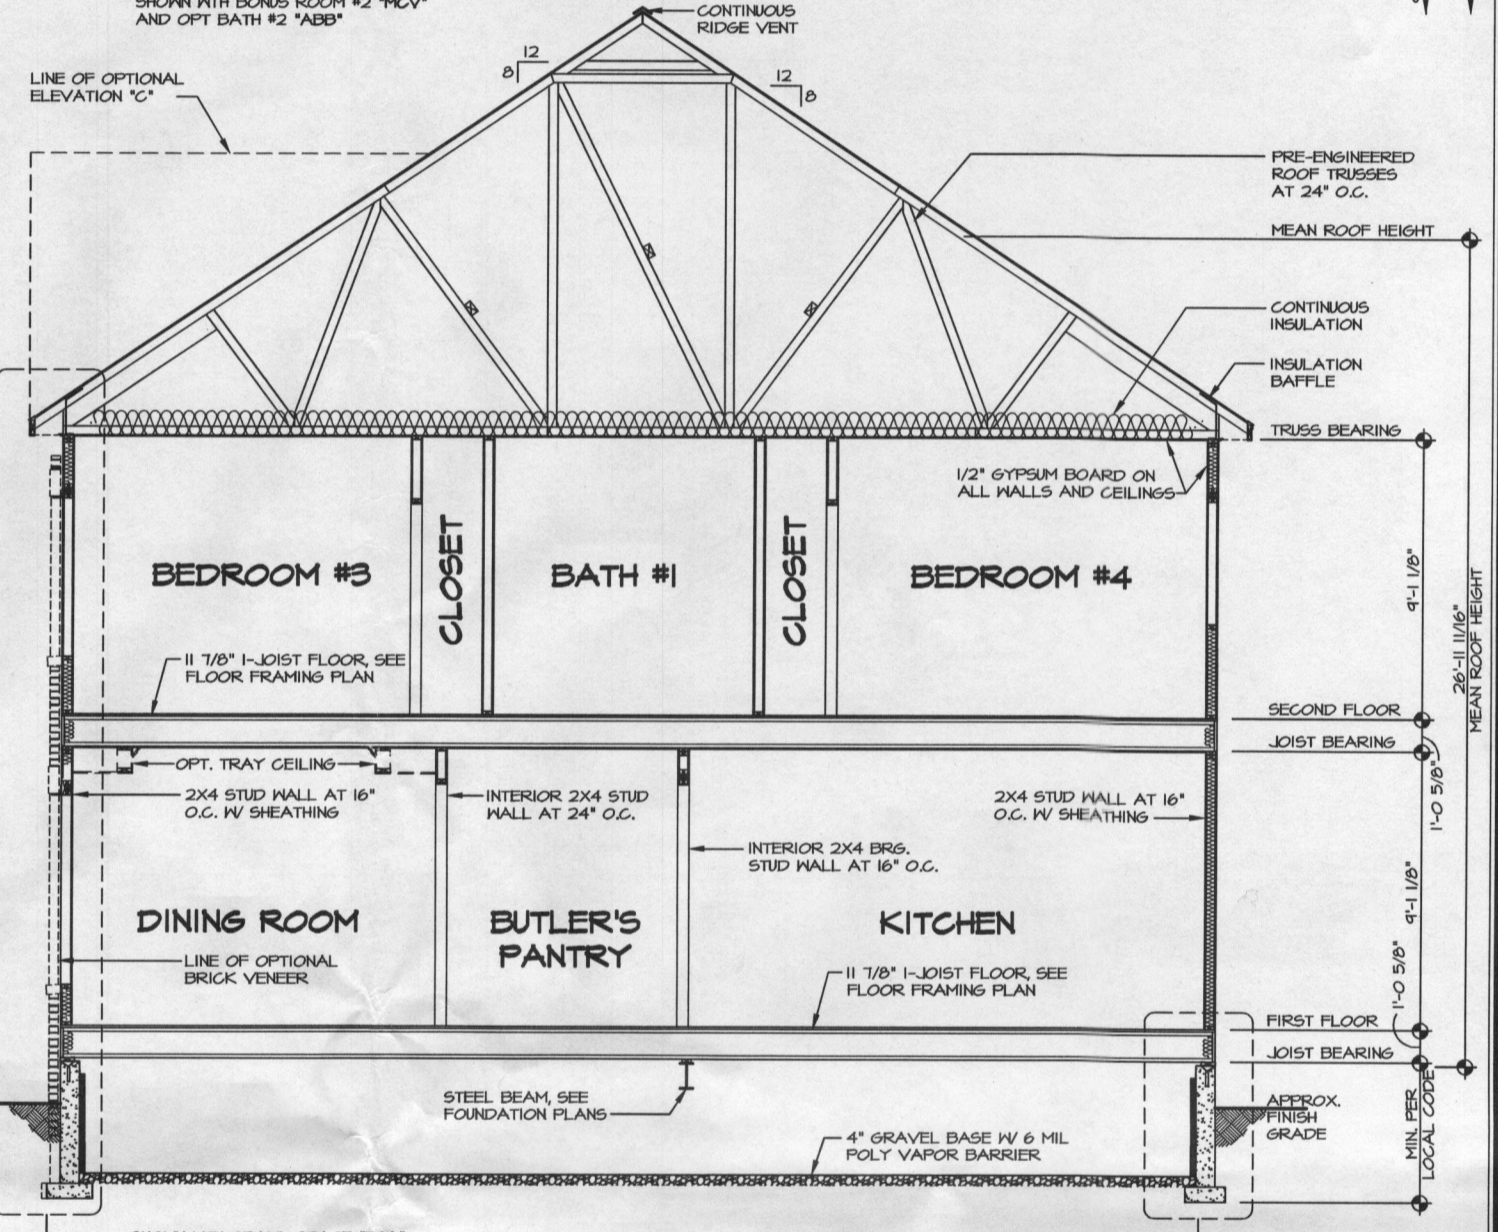 SHOWN WITH BONUS ROOM #2 "MCV"
AND OPT BATH #2 "ABB"
CONTINUOUS
RIDGE VENT
12
8
12
8
LINE OF OPTIONAL
ELEVATION "C"
PRE-ENGINEERED
ROOF TRUSSES
AT 24" O.C.
MEAN ROOF HEIGHT
CONTINUOUS
INSULATION
INSULATION
BAFFLE
TRUSS BEARING
1/2" GYPSUM BOARD ON
ALL WALLS AND CEILINGS
BEDROOM #3
CLOSET
BATH #1
CLOSET
BEDROOM #4
9'-1 1/8"
26'-11 11/16"
MEAN ROOF HEIGHT
11 7/8" I-JOIST FLOOR, SEE
FLOOR FRAMING PLAN
SECOND FLOOR
JOIST BEARING
1'-0 5/8"
OPT. TRAY CEILING
2X4 STUD WALL AT 16"
O.C. W/ SHEATHING
INTERIOR 2X4 STUD
WALL AT 24" O.C.
2X4 STUD WALL AT 16"
O.C. W/ SHEATHING
INTERIOR 2X4 BRG.
STUD WALL AT 16" O.C.
9'-1 1/8"
DINING ROOM
BUTLER'S
PANTRY
KITCHEN
LINE OF OPTIONAL
BRICK VENEER
11 7/8" I-JOIST FLOOR, SEE
FLOOR FRAMING PLAN
1'-0 5/8"
FIRST FLOOR
JOIST BEARING
STEEL BEAM, SEE
FOUNDATION PLANS
APPROX.
FINISH
GRADE
MIN. PER
LOCAL CODE
4" GRAVEL BASE W/ 6 MIL
POLY VAPOR BARRIER